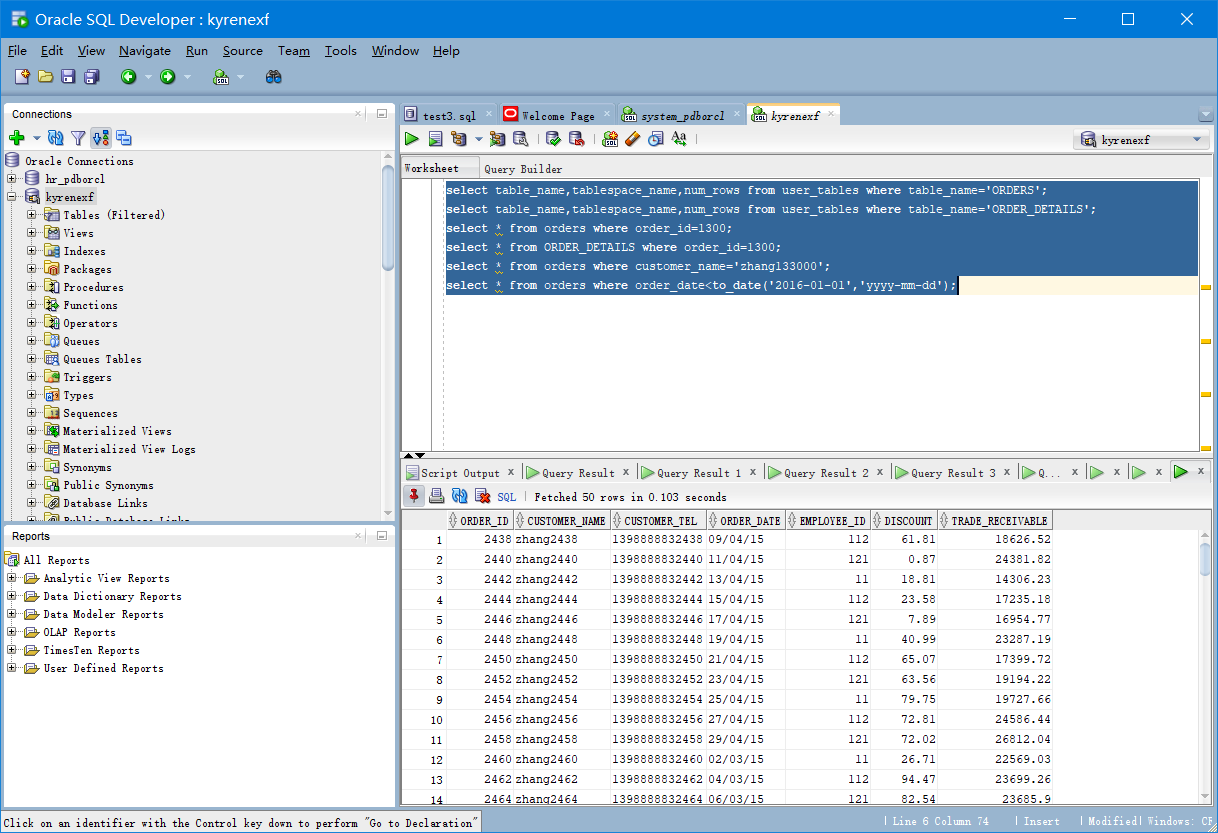 Oracle SQL Developer : kyrenexf
File Edit View Navigate Run Source Team Tools Window Help
Connections
Oracle Connections
hr_pdborcl
kyrenexf
Tables (Filtered)
Views
Indexes
Packages
Procedures
Functions
Operators
Queues
Queues Tables
Triggers
Types
Sequences
Materialized Views
Materialized View Logs
Synonyms
Public Synonyms
Database Links
Public Database Links
Reports
All Reports
Analytic View Reports
Data Dictionary Reports
Data Modeler Reports
OLAP Reports
TimesTen Reports
User Defined Reports
test3.sql Welcome Page system_pdborcl kyrenexf
kyrenexf
Worksheet Query Builder
select table_name,tablespace_name,num_rows from user_tables where table_name='ORDERS';
select table_name,tablespace_name,num_rows from user_tables where table_name='ORDER_DETAILS';
select * from orders where order_id=1300;
select * from ORDER_DETAILS where order_id=1300;
select * from orders where customer_name='zhang133000';
select * from orders where order_date<to_date('2016-01-01','yyyy-mm-dd');
Script Output x Query Result x Query Result 1 x Query Result 2 x Query Result 3 x Q... x x x x
SQL | Fetched 50 rows in 0.103 seconds
ORDER_ID CUSTOMER_NAME CUSTOMER_TEL ORDER_DATE EMPLOYEE_ID DISCOUNT TRADE_RECEIVABLE
1 2438 zhang2438 1398888832438 09/04/15 112 61.81 18626.52
2 2440 zhang2440 1398888832440 11/04/15 121 0.87 24381.82
3 2442 zhang2442 1398888832442 13/04/15 11 18.81 14306.23
4 2444 zhang2444 1398888832444 15/04/15 112 23.58 17235.18
5 2446 zhang2446 1398888832446 17/04/15 121 7.89 16954.77
6 2448 zhang2448 1398888832448 19/04/15 11 40.99 23287.19
7 2450 zhang2450 1398888832450 21/04/15 112 65.07 17399.72
8 2452 zhang2452 1398888832452 23/04/15 121 63.56 19194.22
9 2454 zhang2454 1398888832454 25/04/15 11 79.75 19727.66
10 2456 zhang2456 1398888832456 27/04/15 112 72.81 24586.44
11 2458 zhang2458 1398888832458 29/04/15 121 72.02 26812.04
12 2460 zhang2460 1398888832460 02/03/15 11 26.71 22569.03
13 2462 zhang2462 1398888832462 04/03/15 112 94.47 23699.26
14 2464 zhang2464 1398888832464 06/03/15 121 82.54 23685.9
Click on an identifier with the Control key down to perform "Go to Declaration"
| Line 6 Column 74 | Insert | Modified| Windows: CF